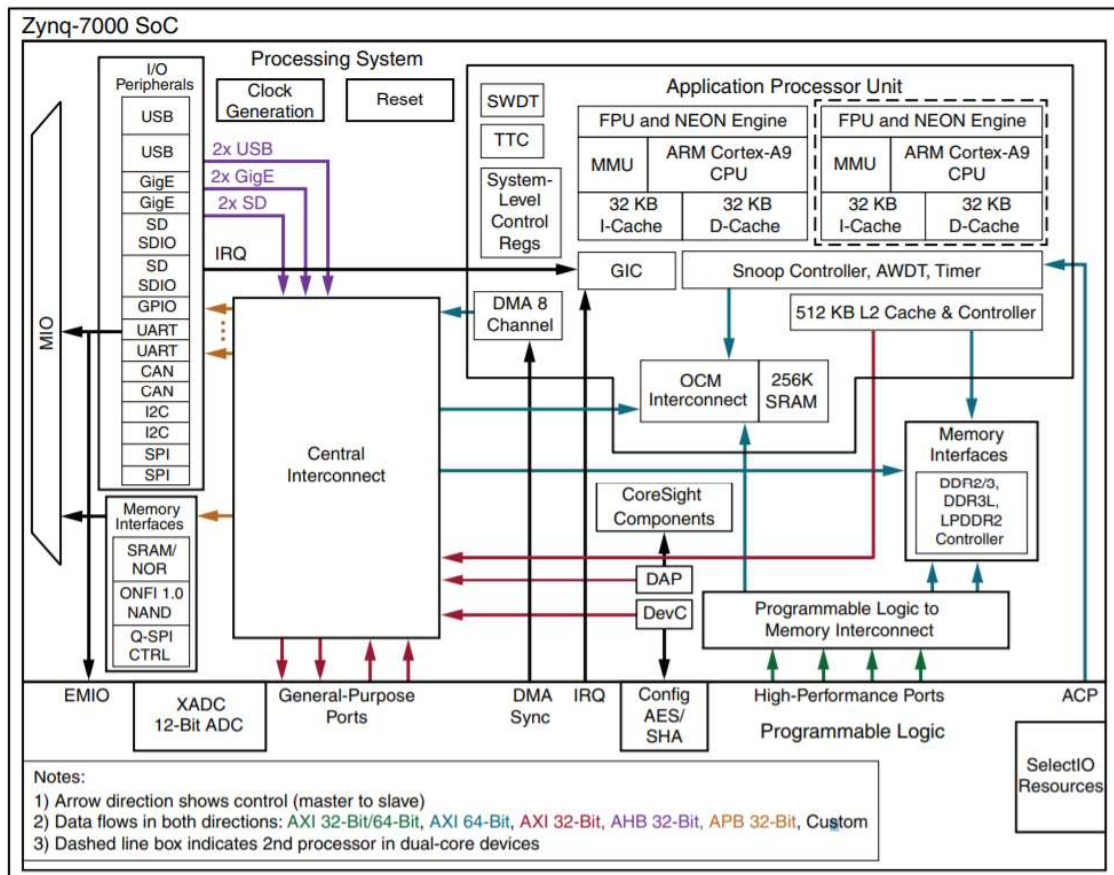 Zynq-7000 SoC
I/O
Peripherals
USB
USB
GigE
GigE
SD
SDIO
SD
SDIO
GPIO
UART
UART
CAN
CAN
I2C
I2C
SPI
SPI
MIO
Processing System
Clock
Generation
Reset
2x USB
2x GigE
2x SD
IRQ
Application Processor Unit
SWDT
TTC
System-
Level
Control
Regs
FPU and NEON Engine
MMU
ARM Cortex-A9
CPU
32 KB
I-Cache
32 KB
D-Cache
FPU and NEON Engine
MMU
ARM Cortex-A9
CPU
32 KB
I-Cache
32 KB
D-Cache
GIC
Snoop Controller, AWDT, Timer
DMA 8
Channel
512 KB L2 Cache & Controller
OCM
Interconnect
256K
SRAM
Central
Interconnect
Memory
Interfaces
DDR2/3,
DDR3L,
LPDDR2
Controller
CoreSight
Components
DAP
DevC
Programmable Logic to
Memory Interconnect
Memory
Interfaces
SRAM/
NOR
ONFI 1.0
NAND
Q-SPI
CTRL
EMIO
XADC
12-Bit ADC
General-Purpose
Ports
DMA
Sync
IRQ
Config
AES/
SHA
High-Performance Ports
ACP
Programmable Logic
SelectIO
Resources
Notes:
1) Arrow direction shows control (master to slave)
2) Data flows in both directions: AXI 32-Bit/64-Bit, AXI 64-Bit, AXI 32-Bit, AHB 32-Bit, APB 32-Bit, Custom
3) Dashed line box indicates 2nd processor in dual-core devices